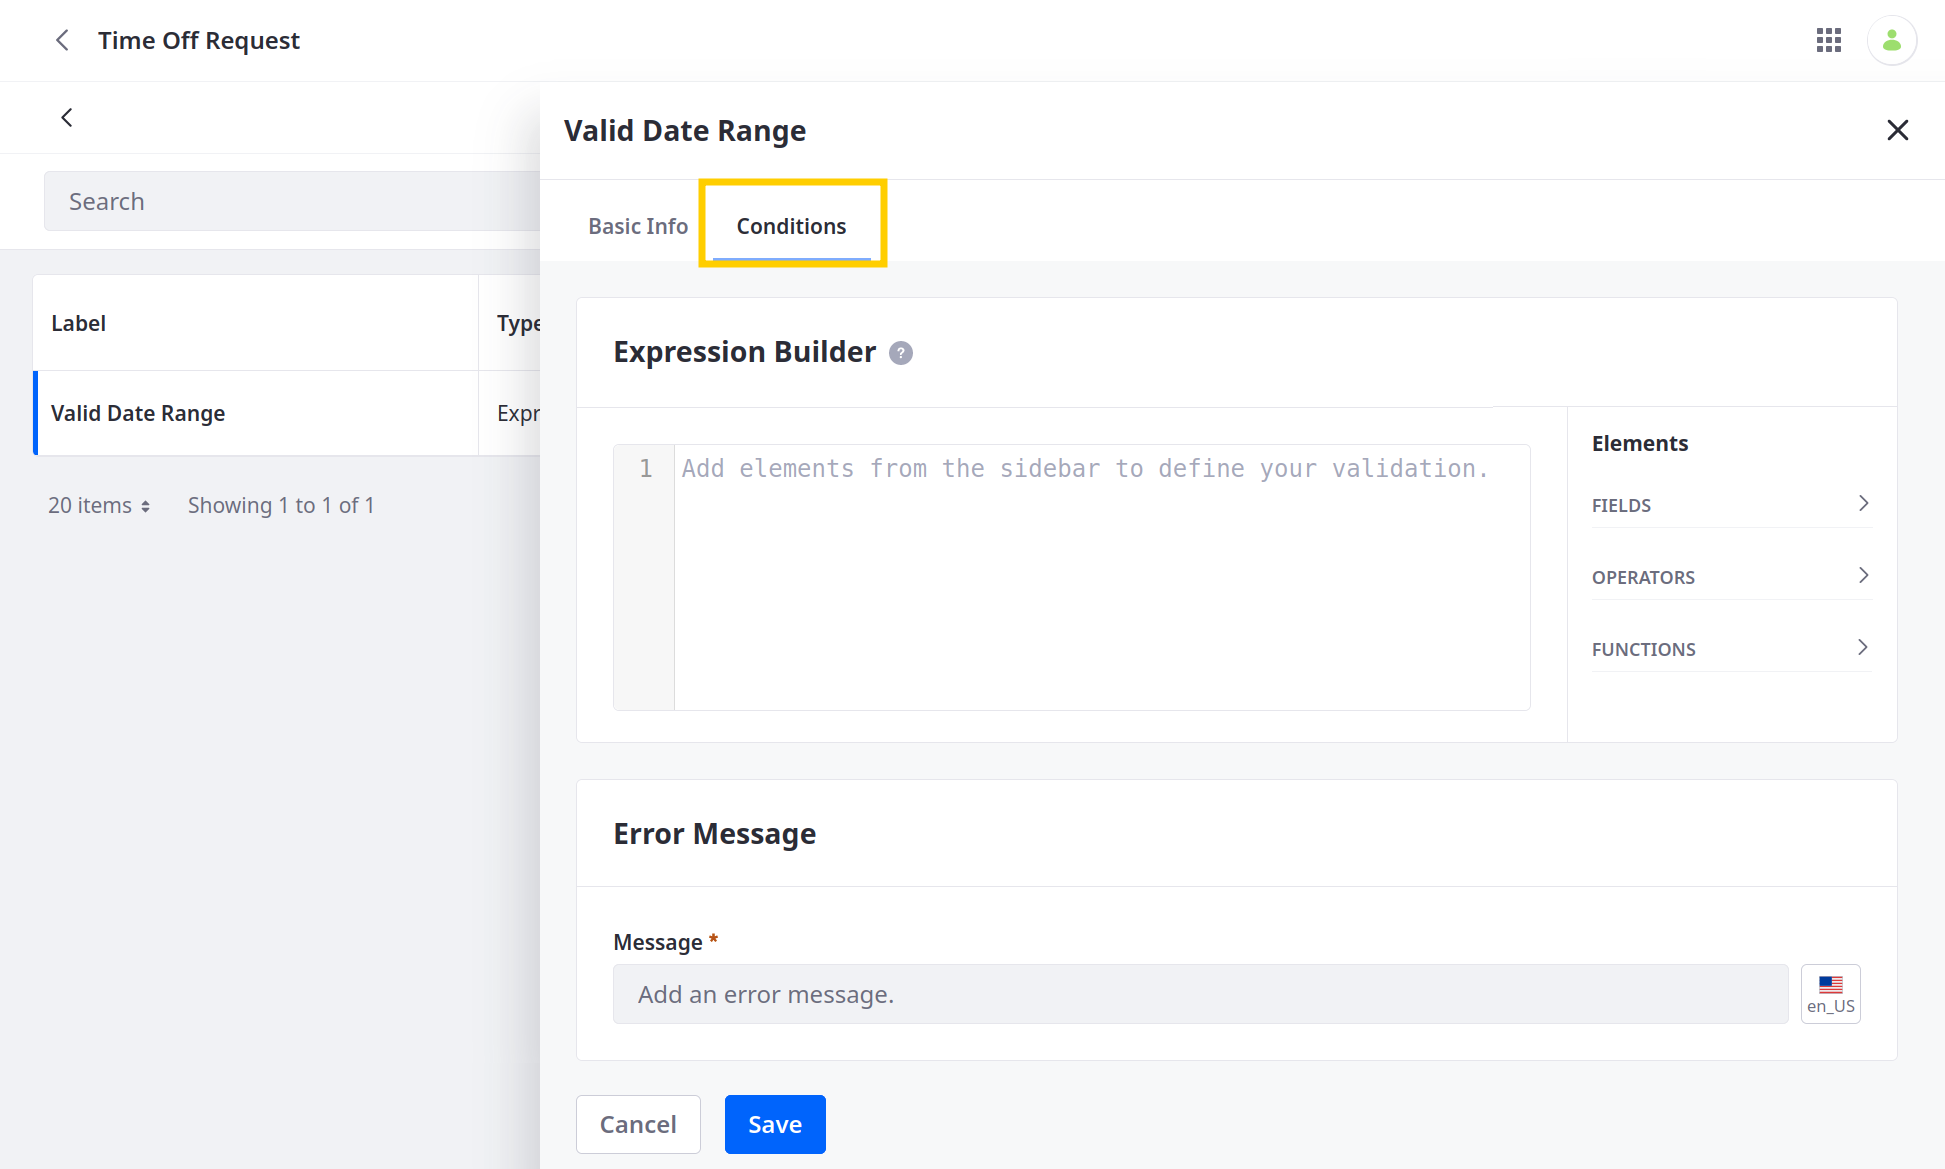 Time Off Request
Valid Date Range
Search
Basic Info
Conditions
Label
Type
Valid Date Range
Expr
20 items
Showing 1 to 1 of 1
Expression Builder
?
1
Add elements from the sidebar to define your validation.
Elements
FIELDS
OPERATORS
FUNCTIONS
Error Message
Message *
Add an error message.
en_US
Cancel
Save